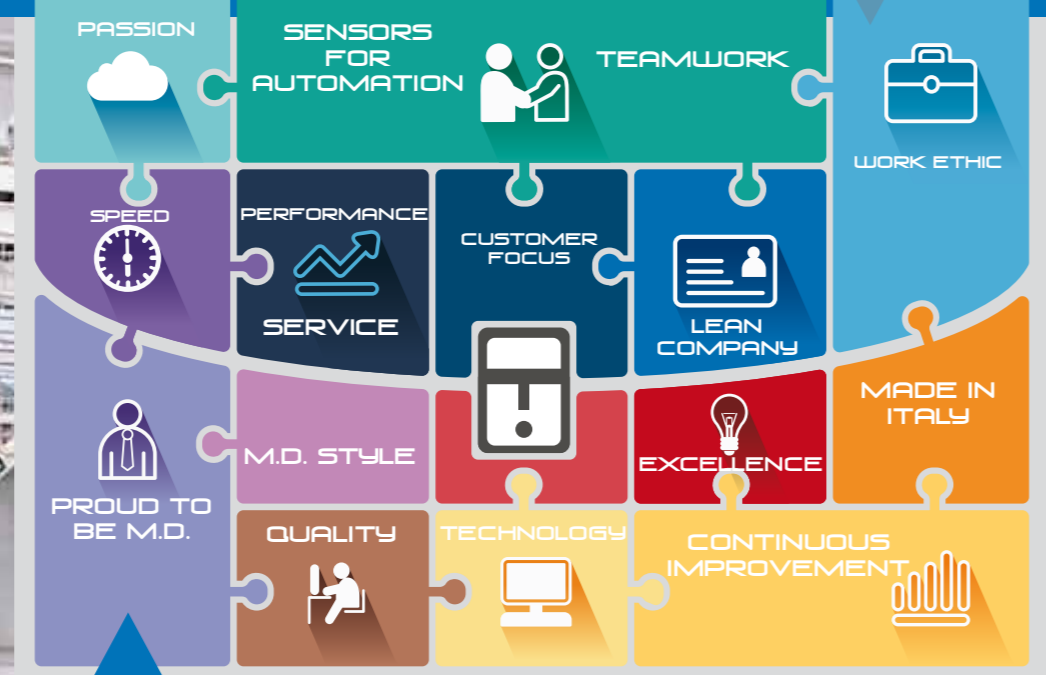 PASSION
SENSORS
FOR
AUTOMATION
TEAMWORK
WORK ETHIC
SPEED
PERFORMANCE
SERVICE
CUSTOMER
FOCUS
LEAN
COMPANY
MADE IN
ITALY
PROUD TO
BE M.D.
M.D. STYLE
EXCELLENCE
QUALITY
TECHNOLOGY
CONTINUOUS
IMPROVEMENT